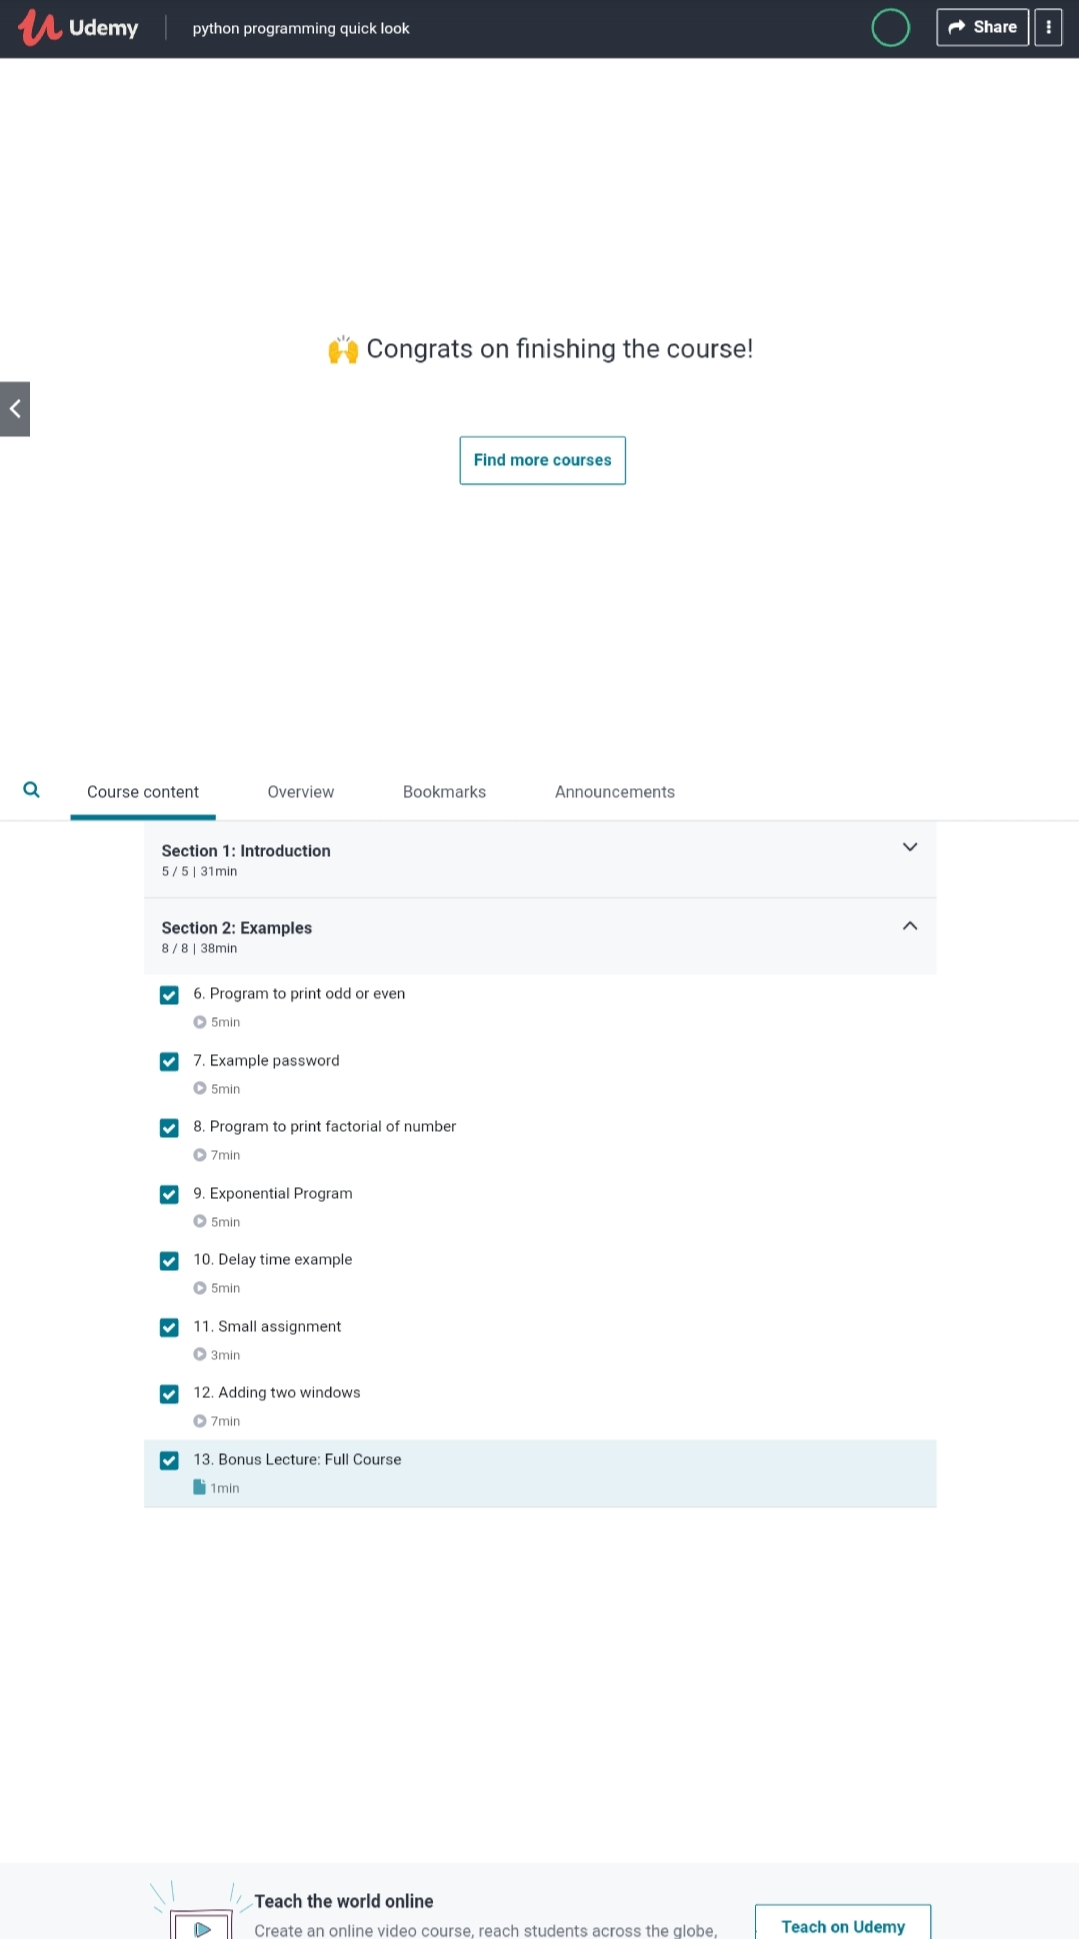 Udemy
python programming quick look
Share
🙌 Congrats on finishing the course!
Find more courses
Course content
Overview
Bookmarks
Announcements
Section 1: Introduction
5 / 5 | 31min
Section 2: Examples
8 / 8 | 38min
6. Program to print odd or even
5min
7. Example password
5min
8. Program to print factorial of number
7min
9. Exponential Program
5min
10. Delay time example
5min
11. Small assignment
3min
12. Adding two windows
7min
13. Bonus Lecture: Full Course
1min
Teach the world online
Create an online video course, reach students across the globe,
Teach on Udemy